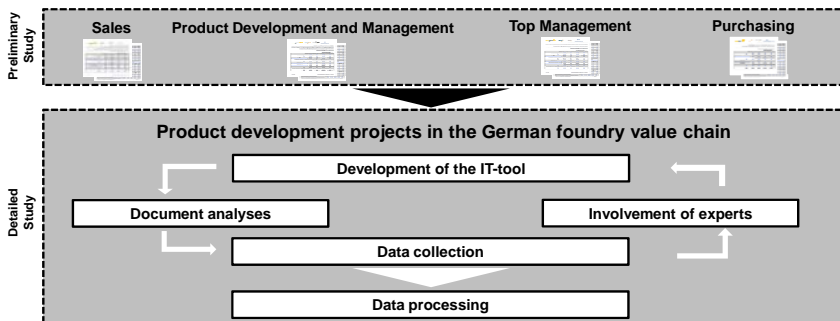 Preliminary
Study
Sales
Product Development and Management
Top Management
Purchasing
Detailed
Study
Product development projects in the German foundry value chain
Development of the IT-tool
Document analyses
Involvement of experts
Data collection
Data processing